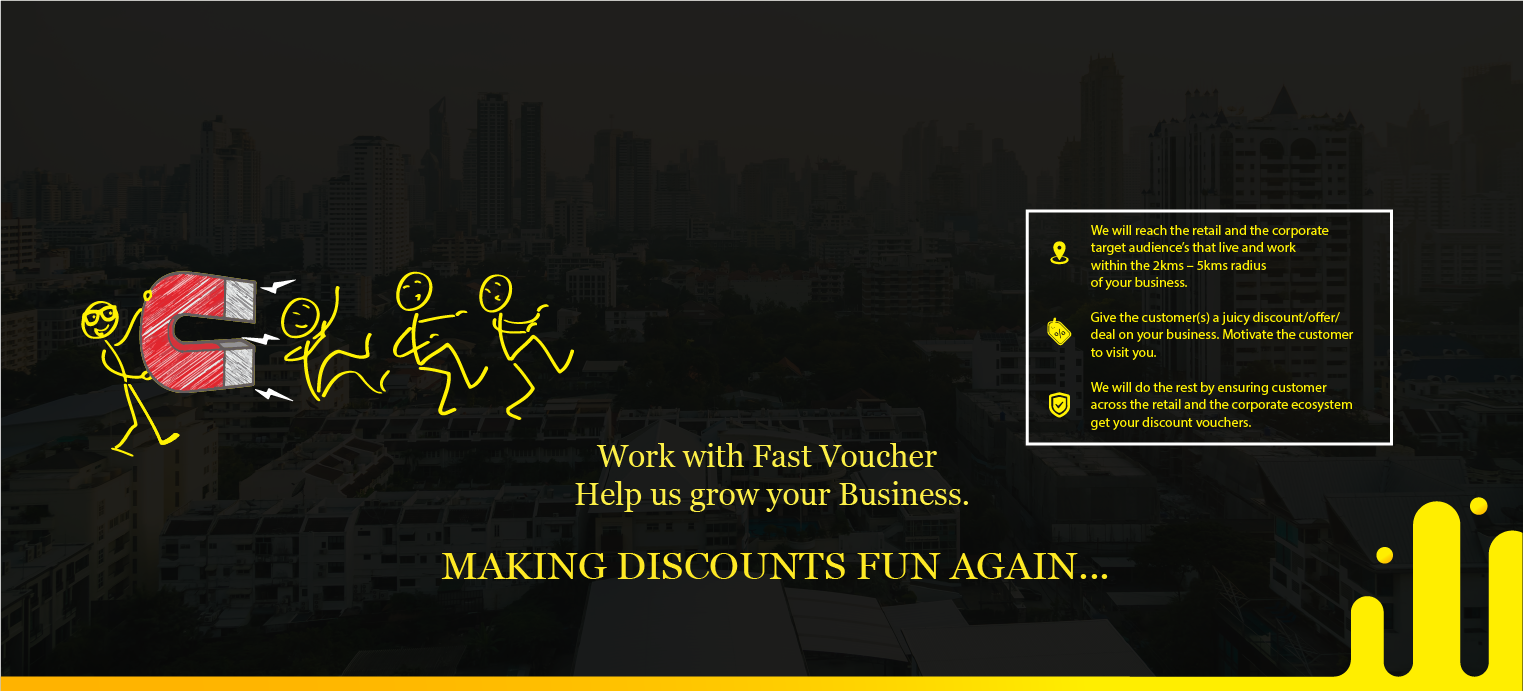 We will reach the retail and the corporate
target audience's that live and work
within the 2kms – 5kms radius
of your business.
Give the customer(s) a juicy discount/offer/
deal on your business. Motivate the customer
to visit you.
We will do the rest by ensuring customer
across the retail and the corporate ecosystem
get your discount vouchers.
Work with Fast Voucher
Help us grow your Business.
MAKING DISCOUNTS FUN AGAIN...